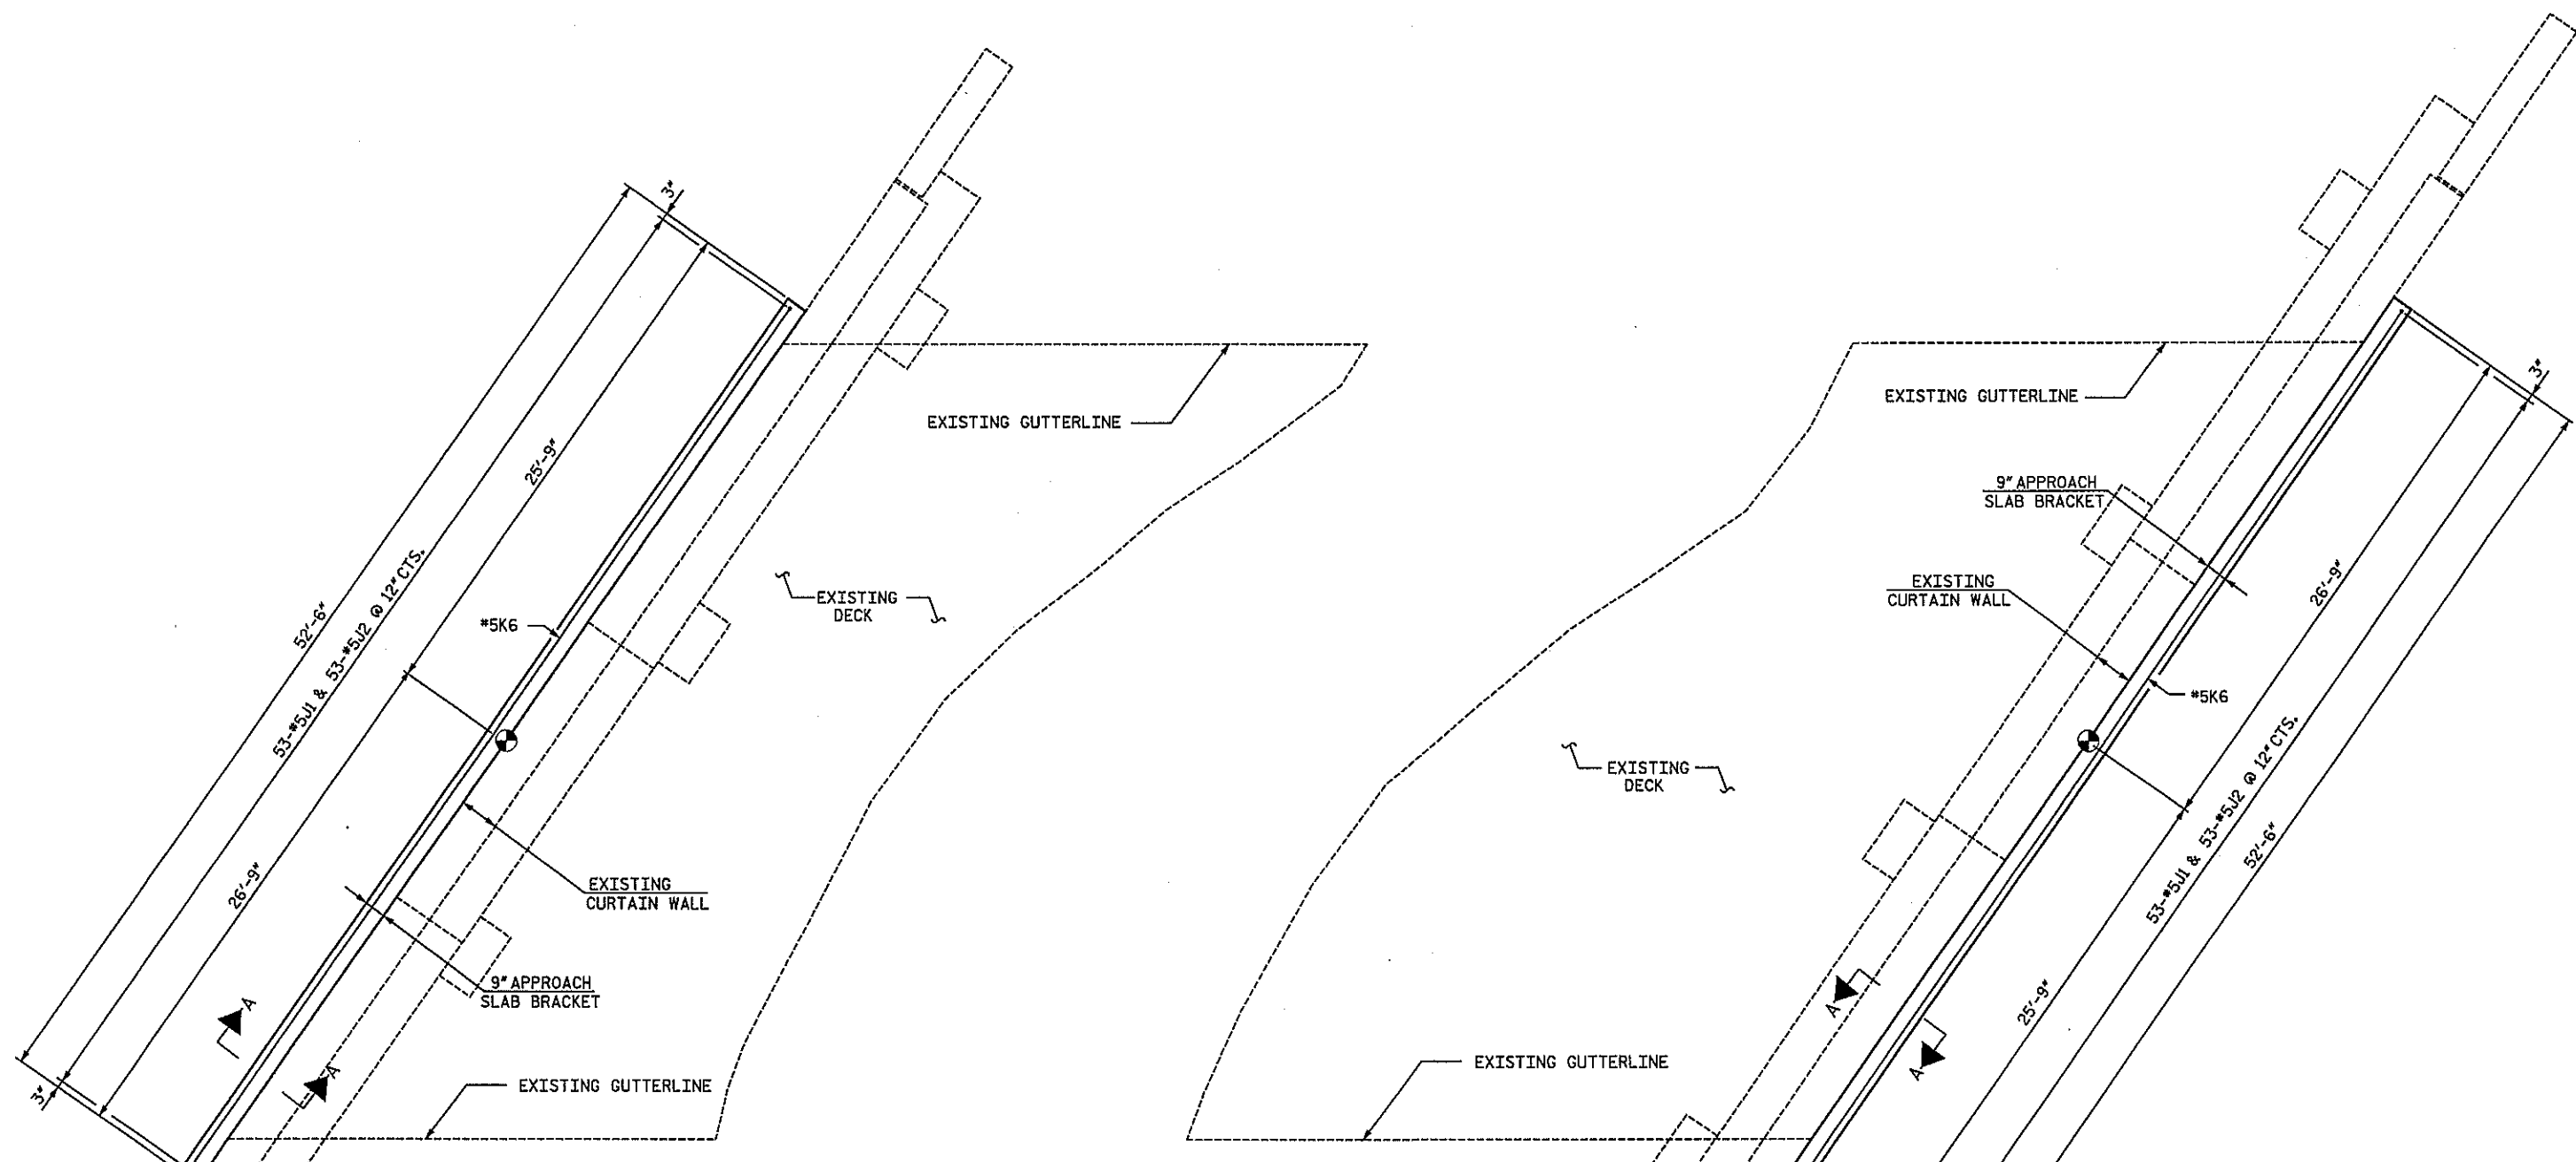 3"
25'-9"
52'-6"
53-#5J1 & 53-#5J2 @ 12" CTS.
#5K6
26'-9"
3"
EXISTING GUTTERLINE
EXISTING
DECK
EXISTING
CURTAIN WALL
9" APPROACH
SLAB BRACKET
A
A
EXISTING GUTTERLINE
EXISTING GUTTERLINE
3"
9" APPROACH
SLAB BRACKET
EXISTING
CURTAIN WALL
26'-9"
#5K6
53-#5J1 & 53-#5J2 @ 12" CTS.
52'-6"
EXISTING
DECK
25'-9"
A
A
EXISTING GUTTERLINE